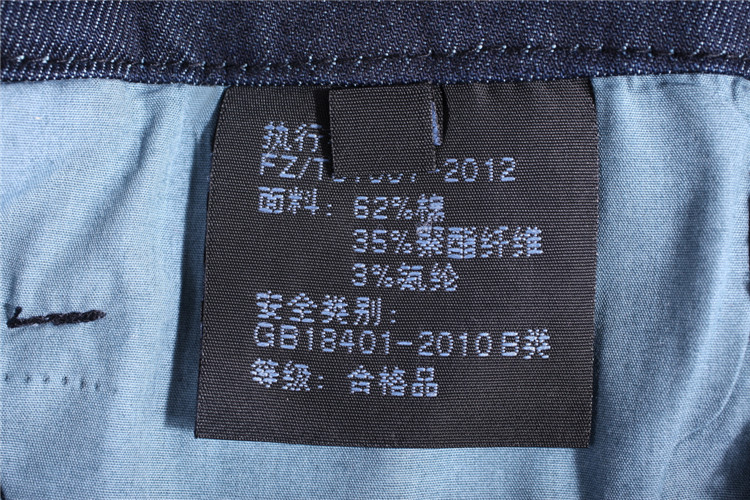 执行
FZ/T 2012
面料: 62%棉
35%聚酯纤维
3%氨纶
安全类别:
GB18401-2010B类
等级: 合格品